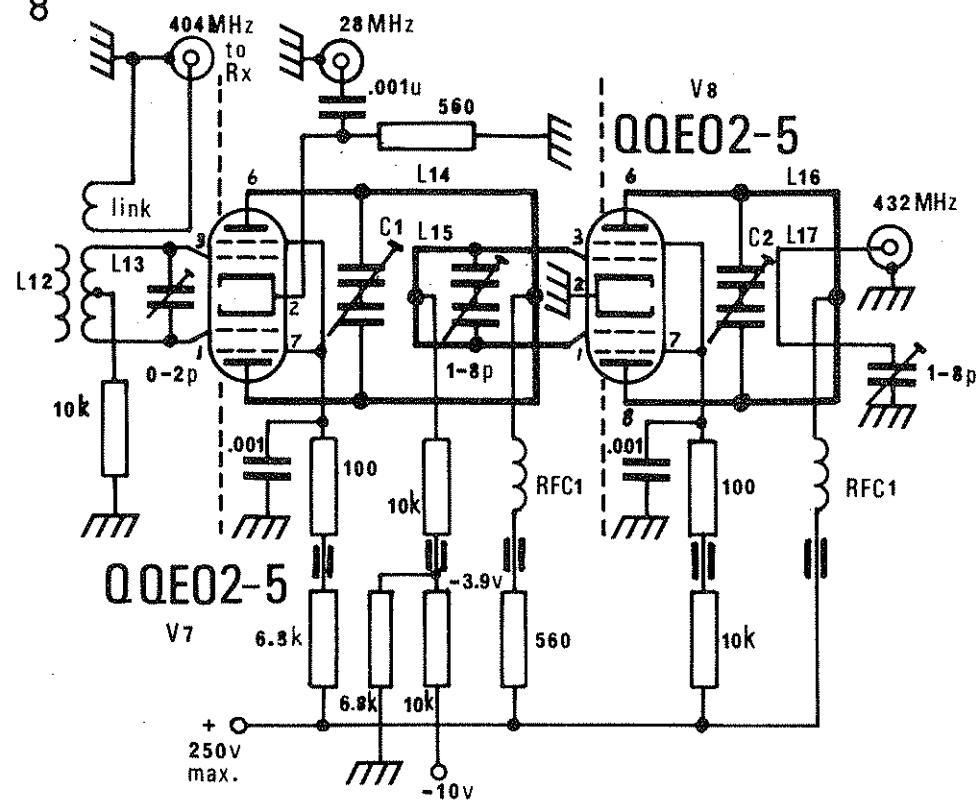 8
404MHz
to
Rx
28MHz
.001u
560
V8
QQE02-5
6
L14
6
L16
432MHz
link
C1
L15
C2
L17
3
3
L12
L13
2
2
1
7
1
7
0-2p
1-8p
1-8p
10k
8
.001
100
.001
100
RFC1
RFC1
10k
QQE02-5
-3.9v
V7
6.8k
560
10k
6.8k
10k
+
250v
max.
-10v